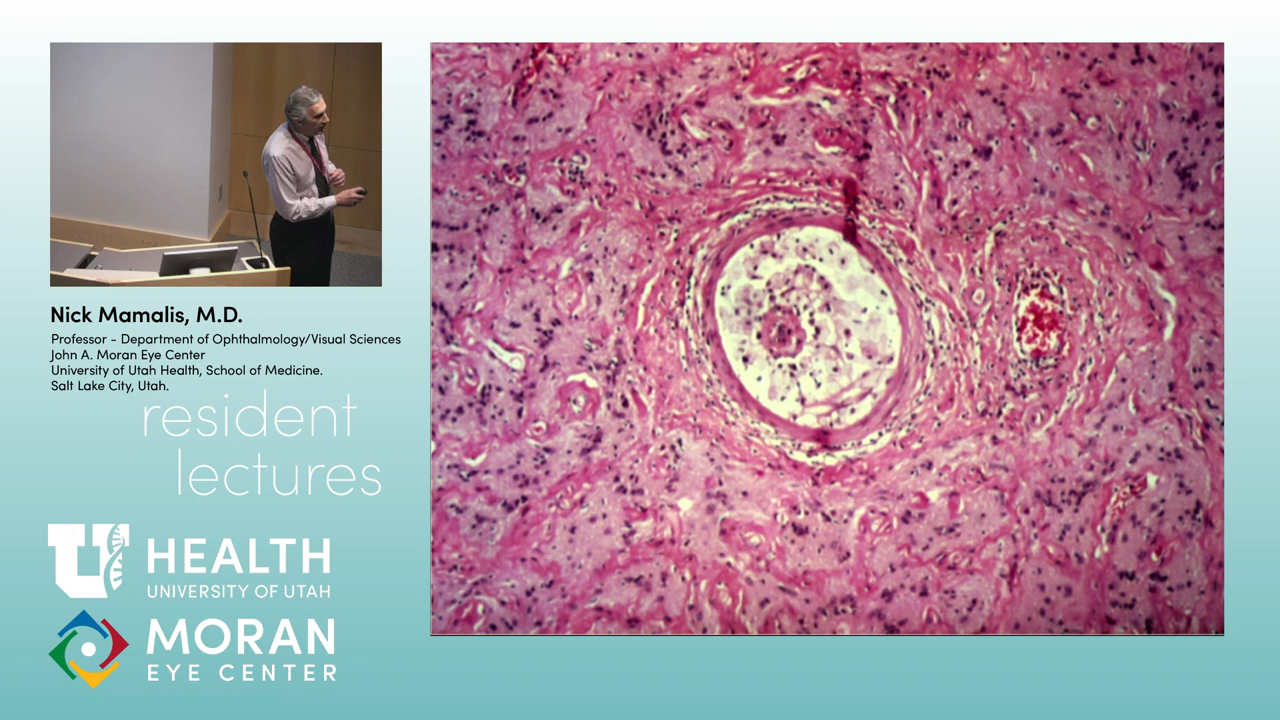 Nick Mamalis, M.D.
Professor - Department of Ophthalmology/Visual Sciences
John A. Moran Eye Center
University of Utah Health, School of Medicine.
Salt Lake City, Utah.
resident
lectures
U HEALTH
UNIVERSITY OF UTAH
MORAN
EYE CENTER